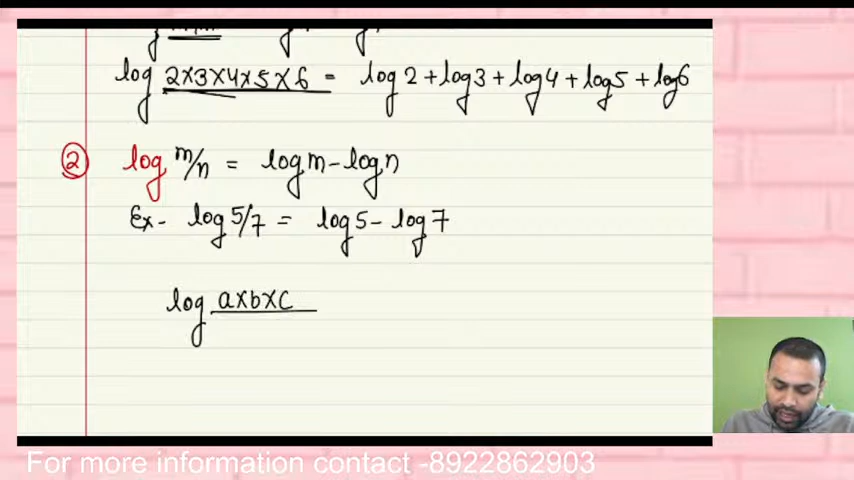 log 2×3×4×5×6 = log 2 + log 3 + log 4 + log 5 + log 6
② log m/n = log m - log n
Ex- log 5/7 = log 5 - log 7
log a×b×c
For more information contact -8922862903